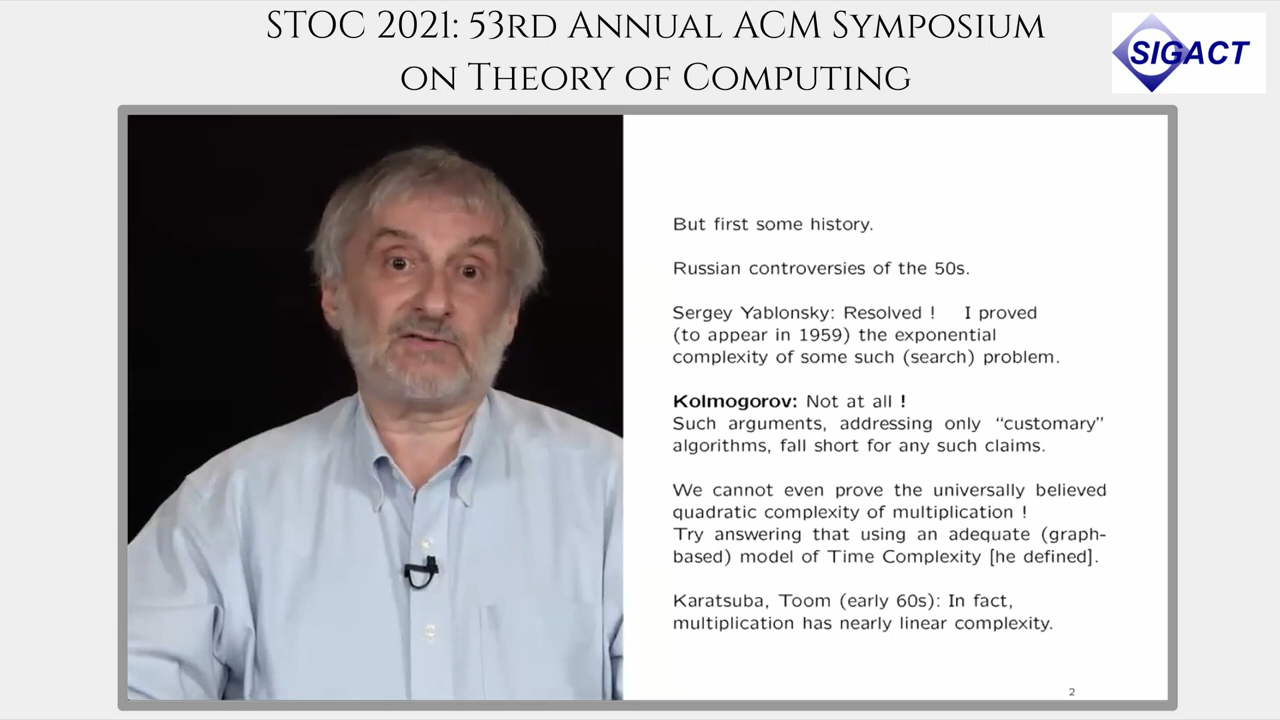 STOC 2021: 53rd Annual ACM Symposium
on Theory of Computing
SIGACT
But first some history.
Russian controversies of the 50s.
Sergey Yablonsky: Resolved ! I proved
(to appear in 1959) the exponential
complexity of some such (search) problem.
Kolmogorov: Not at all !
Such arguments, addressing only “customary”
algorithms, fall short for any such claims.
We cannot even prove the universally believed
quadratic complexity of multiplication !
Try answering that using an adequate (graph-
based) model of Time Complexity [he defined].
Karatsuba, Toom (early 60s): In fact,
multiplication has nearly linear complexity.
2